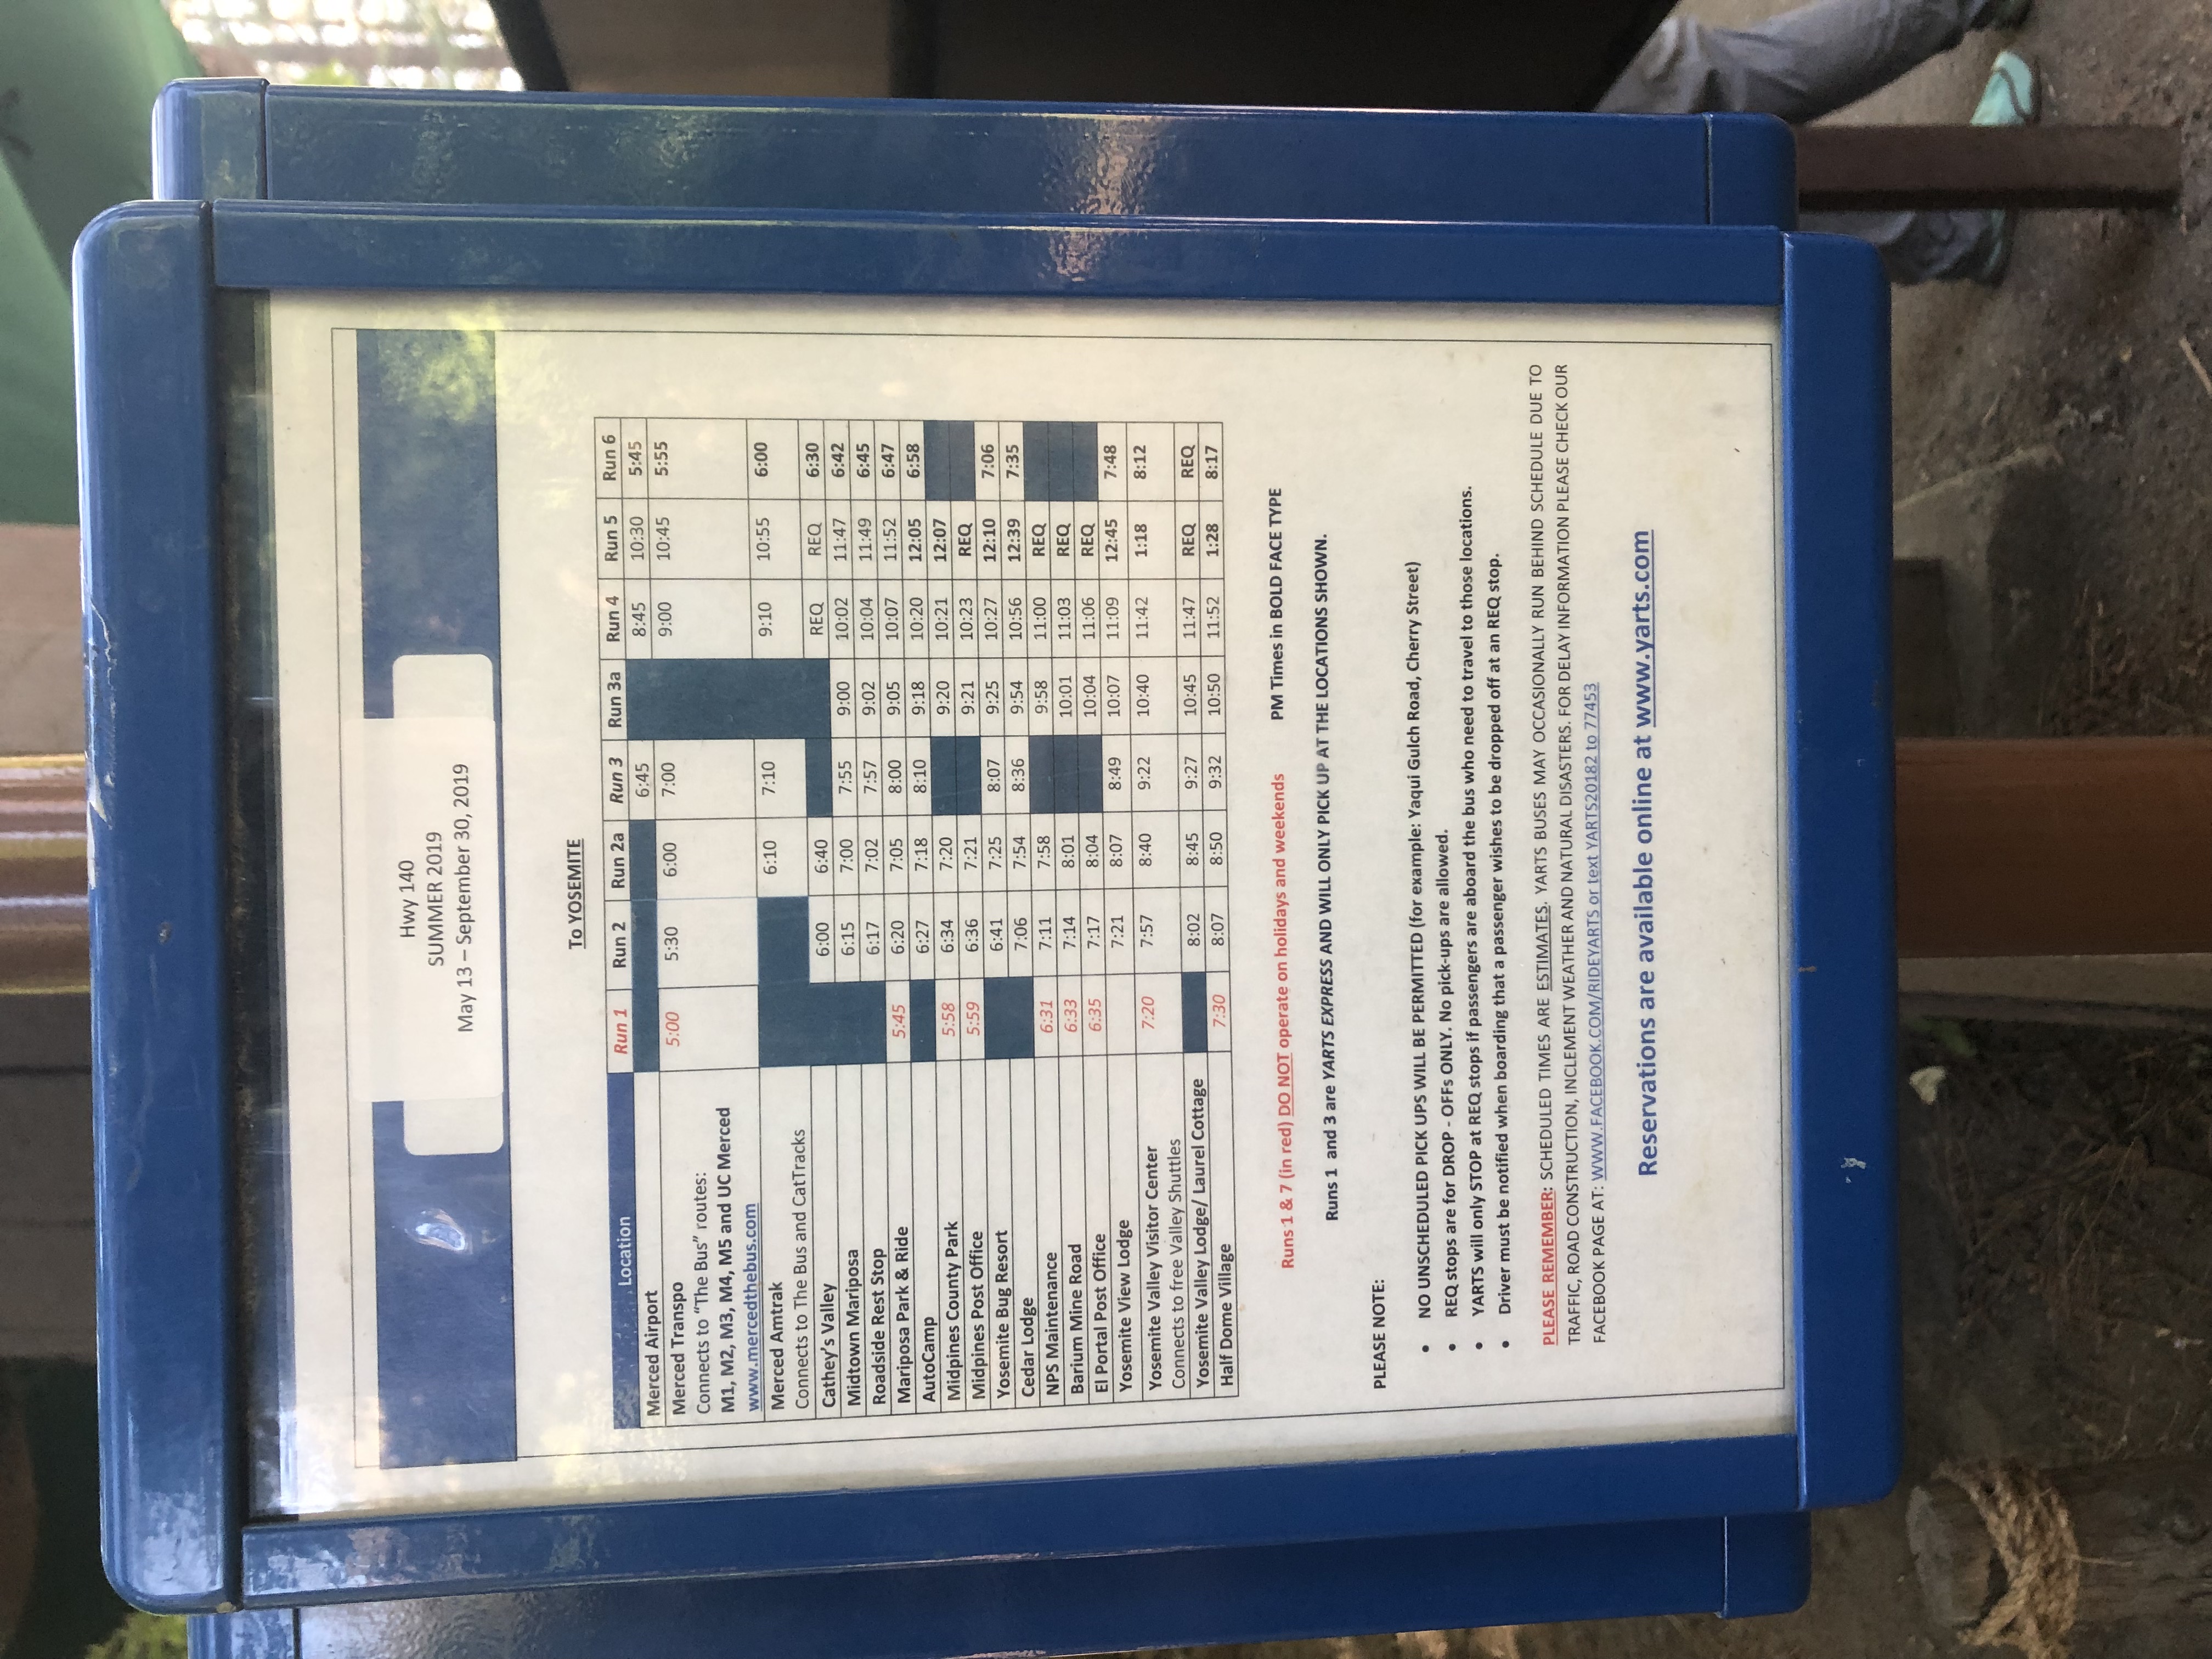 Hwy 140
SUMMER 2019
May 13 – September 30, 2019
To YOSEMITE
Location Run 1 Run 2 Run 2a Run 3 Run 3a Run 4 Run 5 Run 6
Merced Airport 6:45 8:45 10:30 5:45
Merced Transpo 5:00 5:30 6:00 7:00 9:00 10:45 5:55
Connects to "The Bus" routes:
M1, M2, M3, M4, M5 and UC Merced
www.mercedthebus.com
Merced Amtrak 6:10 7:10 9:10 10:55 6:00
Connects to The Bus and CatTracks
Cathey's Valley 6:00 6:40 REQ REQ 6:30
Midtown Mariposa 6:15 7:00 7:55 9:00 10:02 11:47 6:42
Roadside Rest Stop 6:17 7:02 7:57 9:02 10:04 11:49 6:45
Mariposa Park & Ride 5:45 6:20 7:05 8:00 9:05 10:07 11:52 6:47
AutoCamp 6:27 7:18 8:10 9:18 10:20 12:05 6:58
Midpines County Park 5:58 6:34 7:20 9:20 10:21 12:07
Midpines Post Office 5:59 6:36 7:21 9:21 10:23 REQ
Yosemite Bug Resort 6:41 7:25 8:07 9:25 10:27 12:10 7:06
Cedar Lodge 7:06 7:54 8:36 9:54 10:56 12:39 7:35
NPS Maintenance 6:31 7:11 7:58 9:58 11:00 REQ
Barium Mine Road 6:33 7:14 8:01 10:01 11:03 REQ
El Portal Post Office 6:35 7:17 8:04 10:04 11:06 REQ
Yosemite View Lodge 7:21 8:07 8:49 10:07 11:09 12:45 7:48
Yosemite Valley Visitor Center 7:20 7:57 8:40 9:22 10:40 11:42 1:18 8:12
Connects to free Valley Shuttles
Yosemite Valley Lodge/ Laurel Cottage 8:02 8:45 9:27 10:45 11:47 REQ REQ
Half Dome Village 7:30 8:07 8:50 9:32 10:50 11:52 1:28 8:17
Runs 1 & 7 (in red) DO NOT operate on holidays and weekends PM Times in BOLD FACE TYPE
Runs 1 and 3 are YARTS EXPRESS AND WILL ONLY PICK UP AT THE LOCATIONS SHOWN.
PLEASE NOTE:
• NO UNSCHEDULED PICK UPS WILL BE PERMITTED (for example: Yaqui Gulch Road, Cherry Street)
• REQ stops are for DROP - OFFs ONLY. No pick-ups are allowed.
• YARTS will only STOP at REQ stops if passengers are aboard the bus who need to travel to those locations.
• Driver must be notified when boarding that a passenger wishes to be dropped off at an REQ stop.
PLEASE REMEMBER: SCHEDULED TIMES ARE ESTIMATES. YARTS BUSES MAY OCCASIONALLY RUN BEHIND SCHEDULE DUE TO
TRAFFIC, ROAD CONSTRUCTION, INCLEMENT WEATHER AND NATURAL DISASTERS. FOR DELAY INFORMATION PLEASE CHECK OUR
FACEBOOK PAGE AT: WWW.FACEBOOK.COM/RIDEYARTS or text YARTS20182 to 77453
Reservations are available online at www.yarts.com